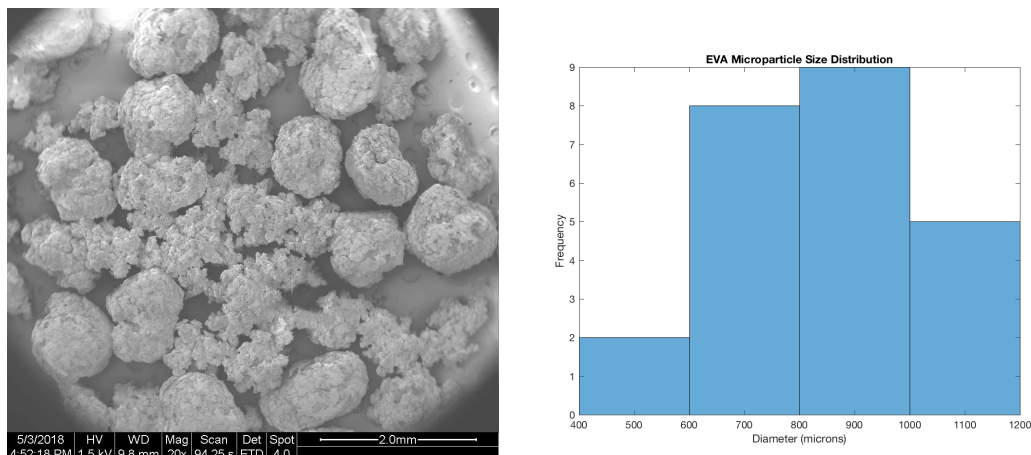 5/3/2018 HV WD Mag Scan Det Spot 2.0mm
4:52:18 PM 1.5 kV 9.8 mm 20x 94.25 s ETD 4.0
EVA Microparticle Size Distribution
9
8
7
6
5
4
3
2
1
0
Frequency
400 500 600 700 800 900 1000 1100 1200
Diameter (microns)